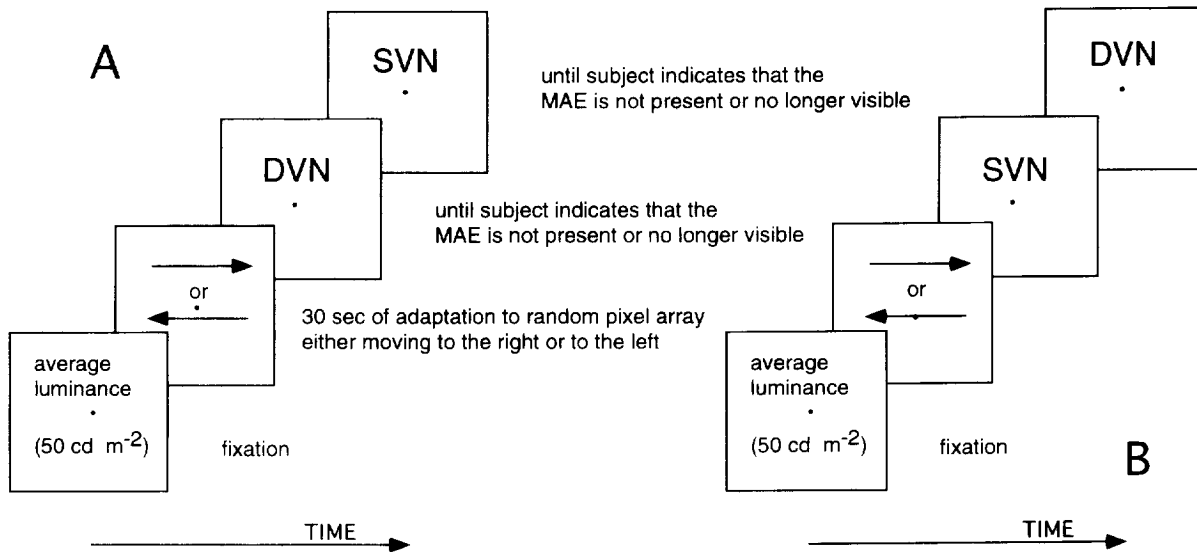 A
SVN
until subject indicates that the
MAE is not present or no longer visible
DVN
DVN
until subject indicates that the
MAE is not present or no longer visible
SVN
or
30 sec of adaptation to random pixel array
either moving to the right or to the left
or
average
luminance
(50 cd m-2)
fixation
average
luminance
(50 cd m-2)
fixation
B
TIME
TIME